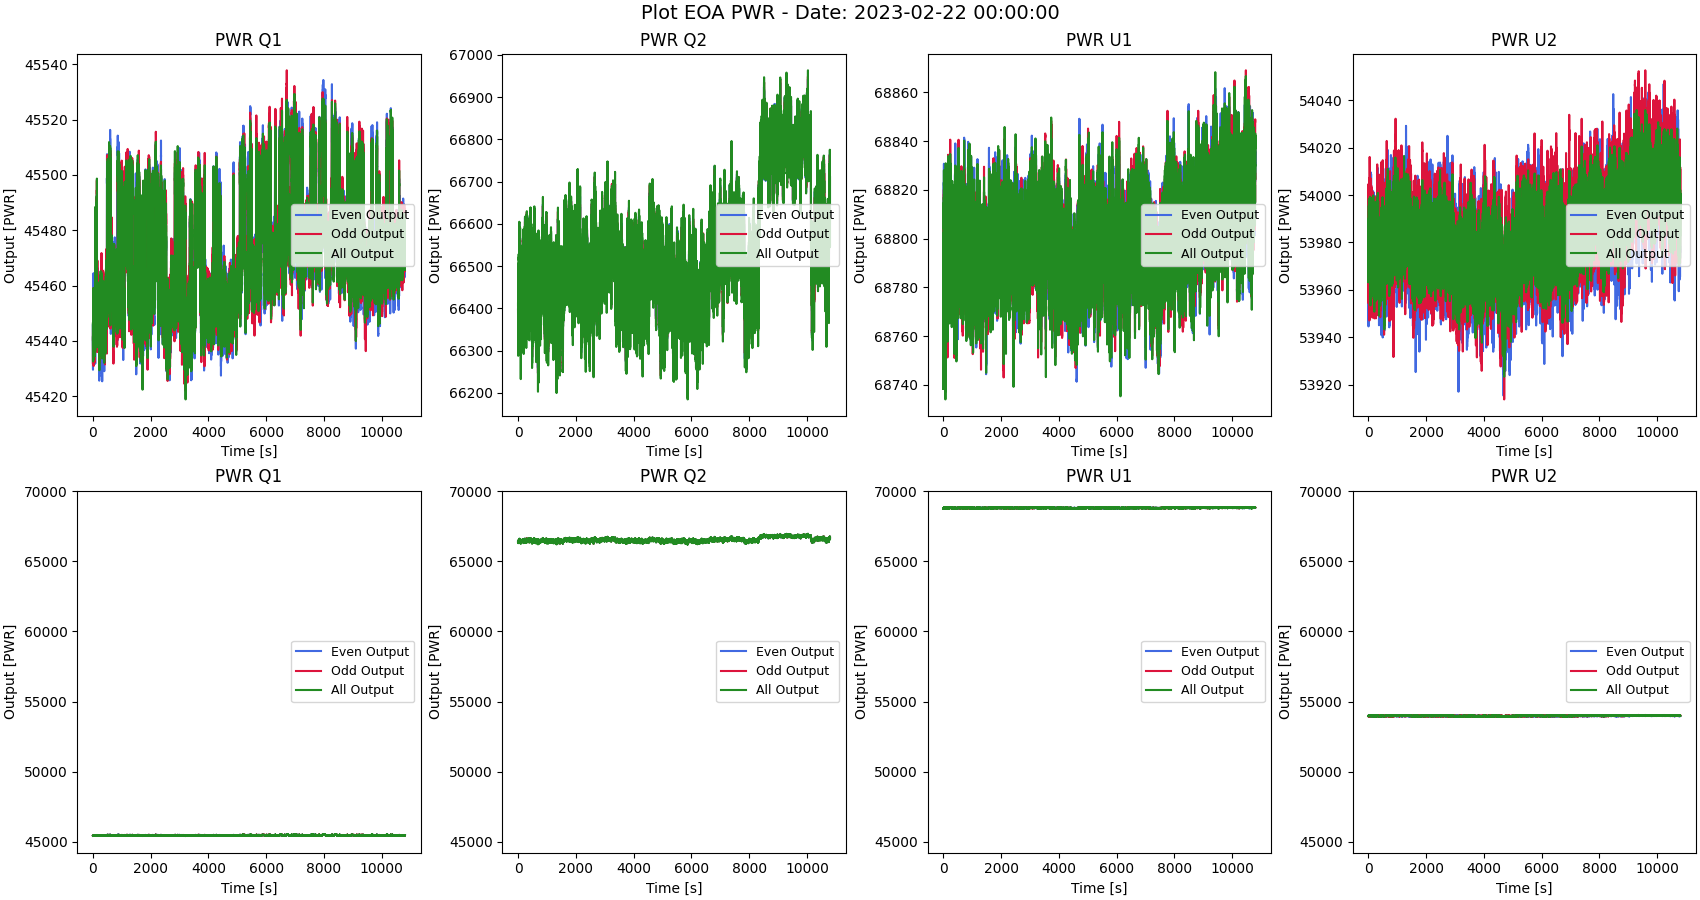 Plot EOA PWR - Date: 2023-02-22 00:00:00
PWR Q1
Output [PWR]
45540
45520
45500
45480
45460
45440
45420
0 2000 4000 6000 8000 10000
Time [s]
Even Output
Odd Output
All Output
PWR Q2
Output [PWR]
67000
66900
66800
66700
66600
66500
66400
66300
66200
0 2000 4000 6000 8000 10000
Time [s]
Even Output
Odd Output
All Output
PWR U1
Output [PWR]
68860
68840
68820
68800
68780
68760
68740
0 2000 4000 6000 8000 10000
Time [s]
Even Output
Odd Output
All Output
PWR U2
Output [PWR]
54040
54020
54000
53980
53960
53940
53920
0 2000 4000 6000 8000 10000
Time [s]
Even Output
Odd Output
All Output
PWR Q1
Output [PWR]
70000
65000
60000
55000
50000
45000
0 2000 4000 6000 8000 10000
Time [s]
Even Output
Odd Output
All Output
PWR Q2
Output [PWR]
70000
65000
60000
55000
50000
45000
0 2000 4000 6000 8000 10000
Time [s]
Even Output
Odd Output
All Output
PWR U1
Output [PWR]
70000
65000
60000
55000
50000
45000
0 2000 4000 6000 8000 10000
Time [s]
Even Output
Odd Output
All Output
PWR U2
Output [PWR]
70000
65000
60000
55000
50000
45000
0 2000 4000 6000 8000 10000
Time [s]
Even Output
Odd Output
All Output